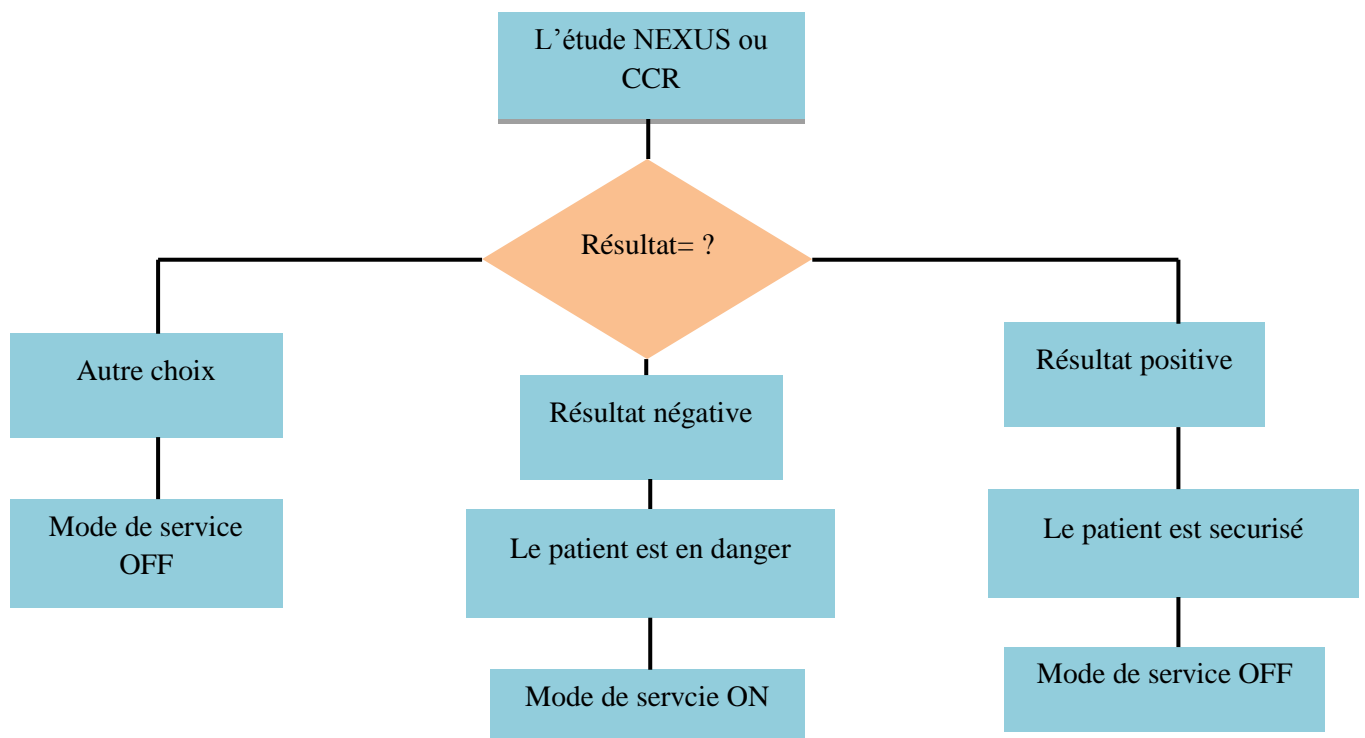 L’étude NEXUS ou
CCR
Résultat= ?
Autre choix
Mode de service
OFF
Résultat négative
Le patient est en danger
Mode de servcie ON
Résultat positive
Le patient est securisé
Mode de service OFF